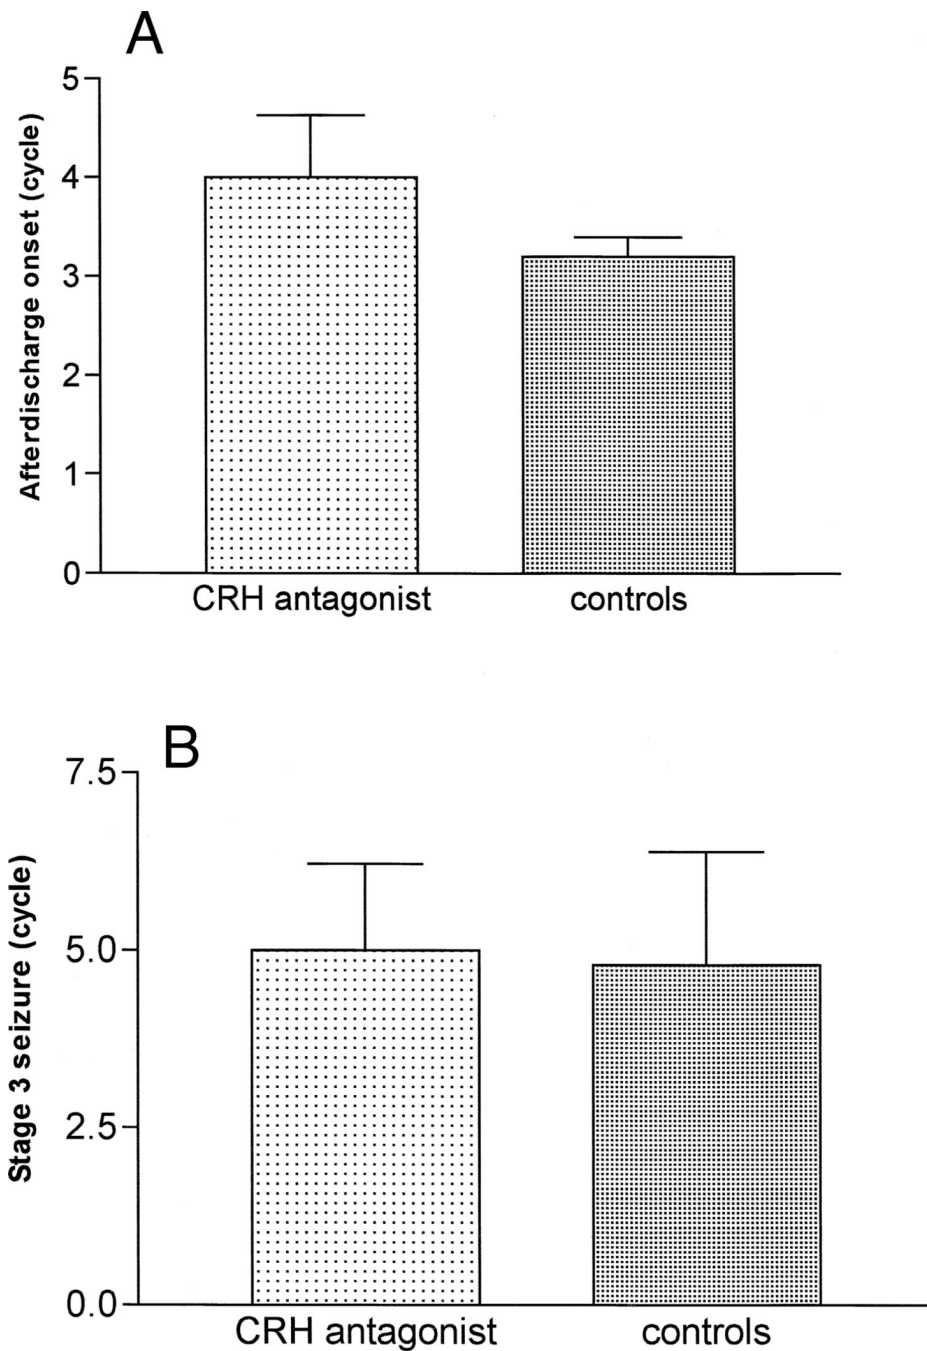 A
Afterdischarge onset (cycle)
5
4
3
2
1
0
CRH antagonist controls
B
Stage 3 seizure (cycle)
7.5
5.0
2.5
0.0
CRH antagonist controls